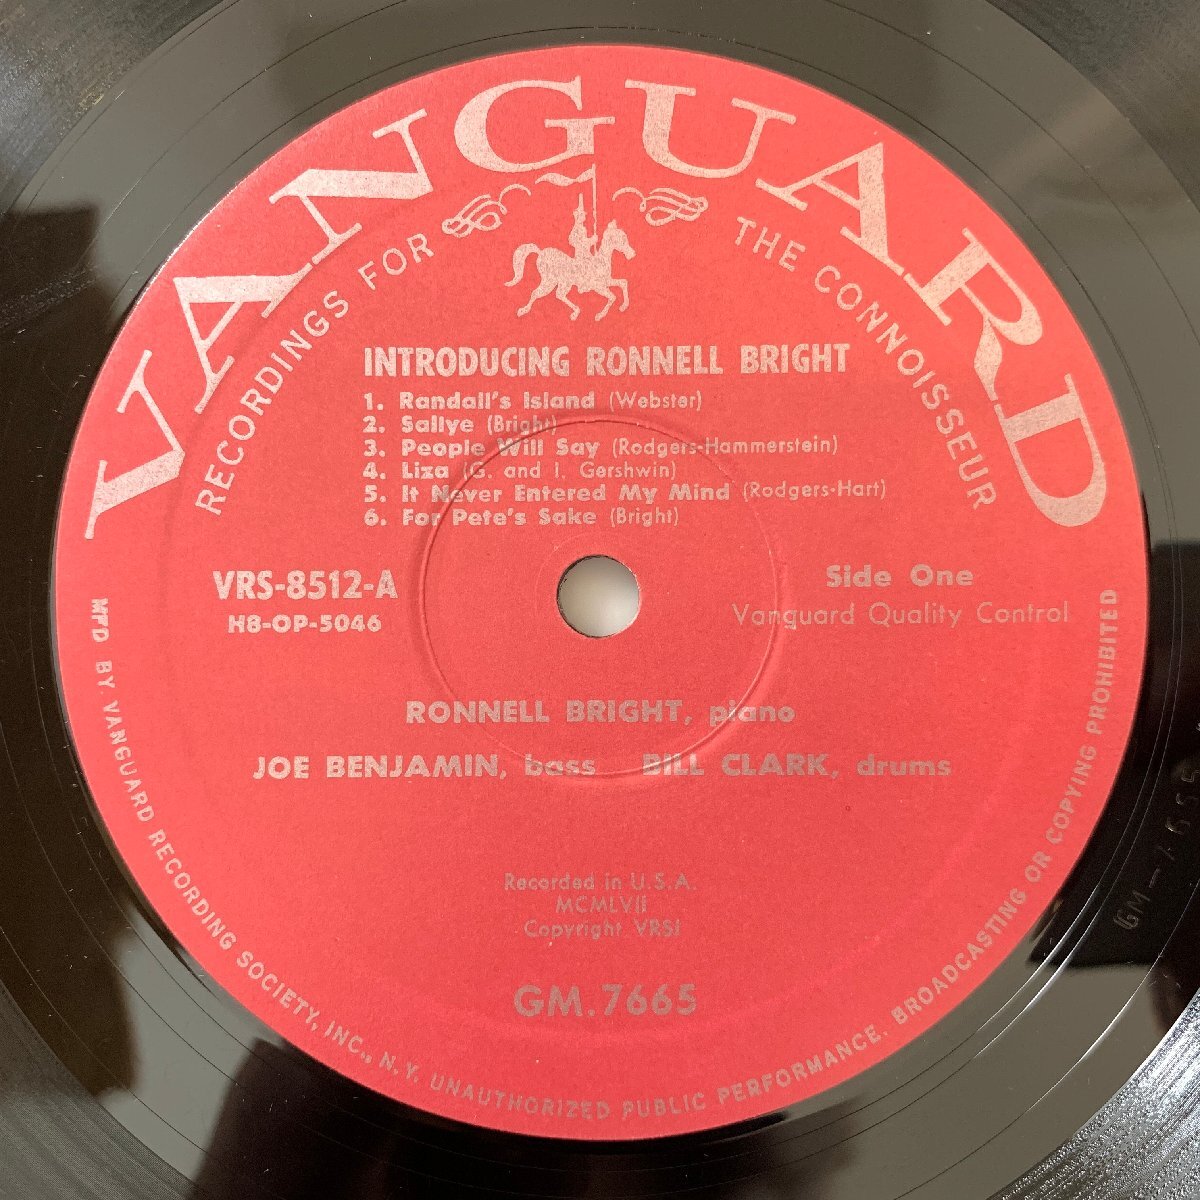 VANGUARD
RECORDINGS FOR THE CONNOISSEUR
INTRODUCING RONNELL BRIGHT
1. Randall's Island (Webster)
2. Sallye (Bright)
3. People Will Say (Rodgers-Hammerstein)
4. Liza (G. and I. Gershwin)
5. It Never Entered My Mind (Rodgers-Hart)
6. For Pete's Sake (Bright)
VRS-8512-A
H8-OP-5046
Side One
Vanguard Quality Control
RONNELL BRIGHT, piano
JOE BENJAMIN, bass BILL CLARK, drums
Recorded in U.S.A.
MCMLVII
Copyright VRSI
GM.7665
MFD BY VANGUARD RECORDING SOCIETY, INC., N.Y. UNAUTHORIZED PUBLIC PERFORMANCE, BROADCASTING OR COPYING PROHIBITED